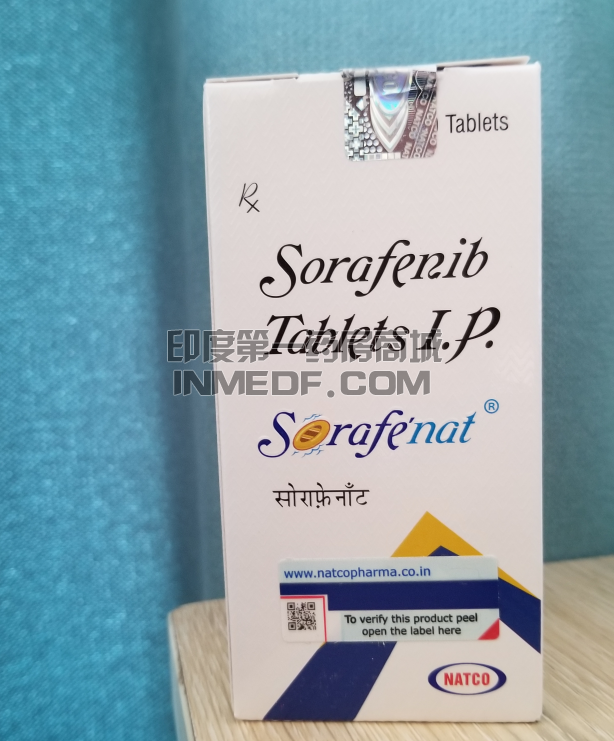 Tablets
Rx
Sorafenib
Tablets I.P.
印度第一药房商城
INMEDF.COM
Sorafenat®
सोराफ़ेनाँट
www.natcopharma.co.in
To verify this product peel
open the label here
NATCO